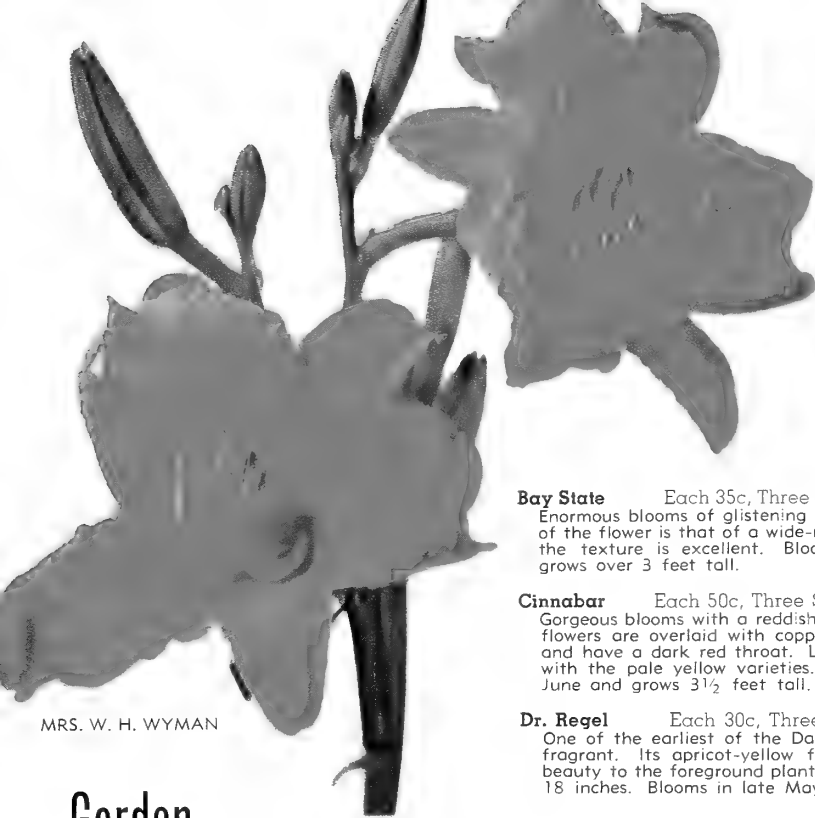 Bay State Each 35c, Three
Enormous blooms of glistening
of the flower is that of a wide-
the texture is excellent. Bloo
grows over 3 feet tall.
Cinnabar Each 50c, Three
Gorgeous blooms with a reddish
flowers are overlaid with copp
and have a dark red throat. L
with the pale yellow varieties.
June and grows 3½ feet tall.
Dr. Regel Each 30c, Three
One of the earliest of the Da
fragrant. Its apricot-yellow f
beauty to the foreground plant
18 inches. Blooms in late May
MRS. W. H. WYMAN
Garden